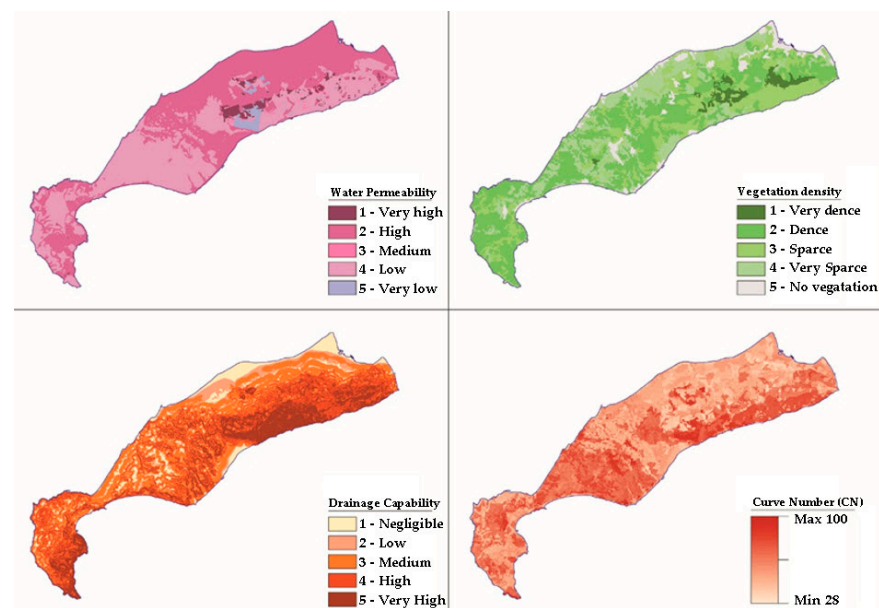 Water Permeability
1 - Very high
2 - High
3 - Medium
4 - Low
5 - Very low
Vegetation density
1 - Very dence
2 - Dence
3 - Sparce
4 - Very Sparce
5 - No vegatation
Drainage Capability
1 - Negligible
2 - Low
3 - Medium
4 - High
5 - Very High
Curve Number (CN)
Max 100
Min 28